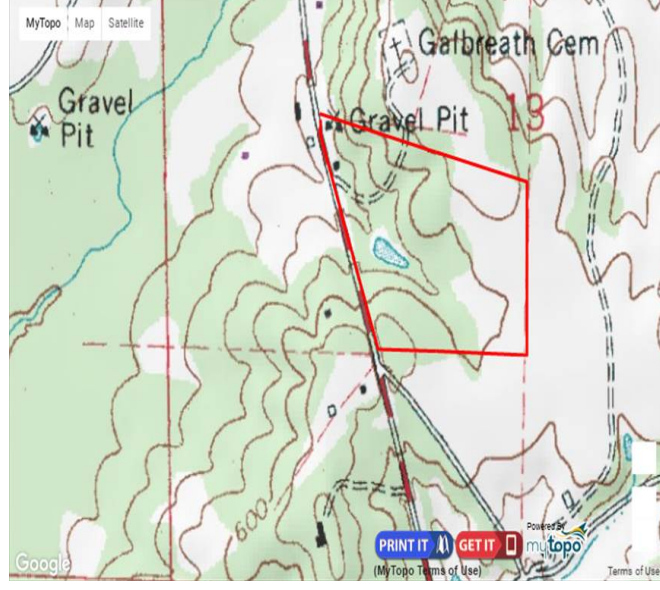 MyTopo Map Satellite
Galbreath Cem
Gravel
Pit
Gravel Pit
13
600
PRINT IT GET IT
Powered By
mytopo
Google
(MyTopo Terms of Use)
Terms of Use